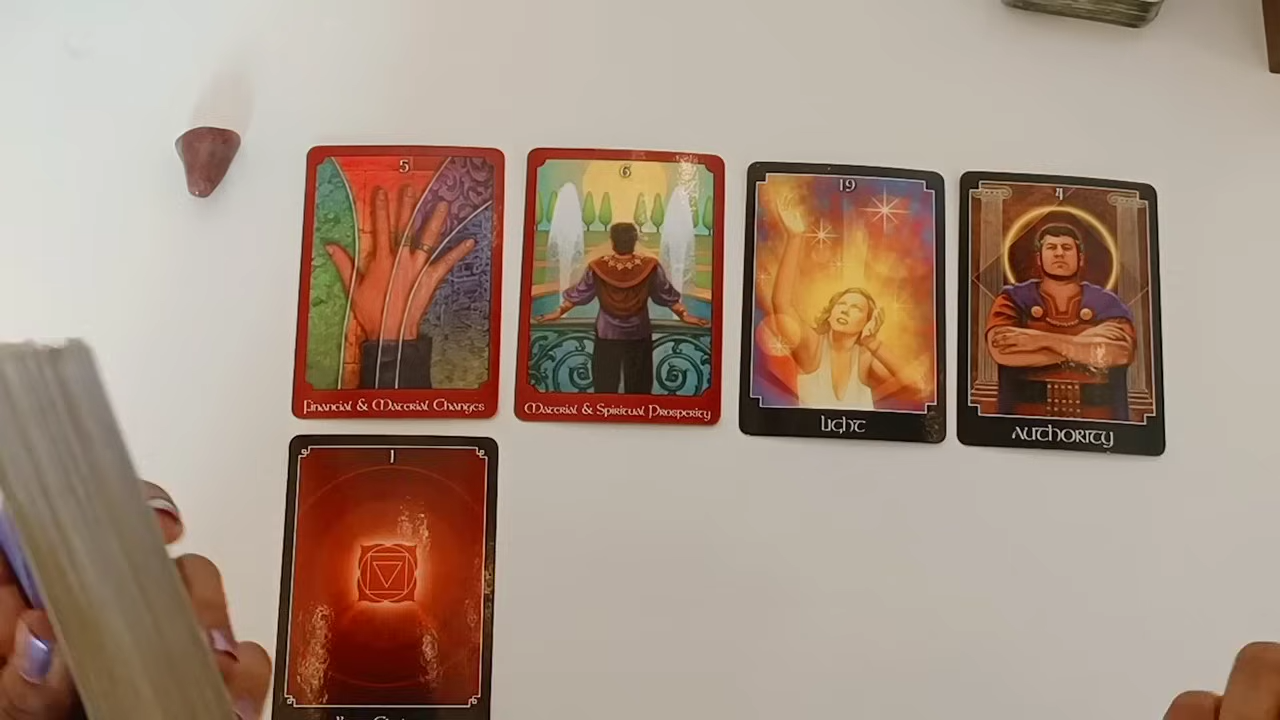 5
Financial & Material Changes
6
Material & Spiritual Prosperity
19
Light
4
Authority
1